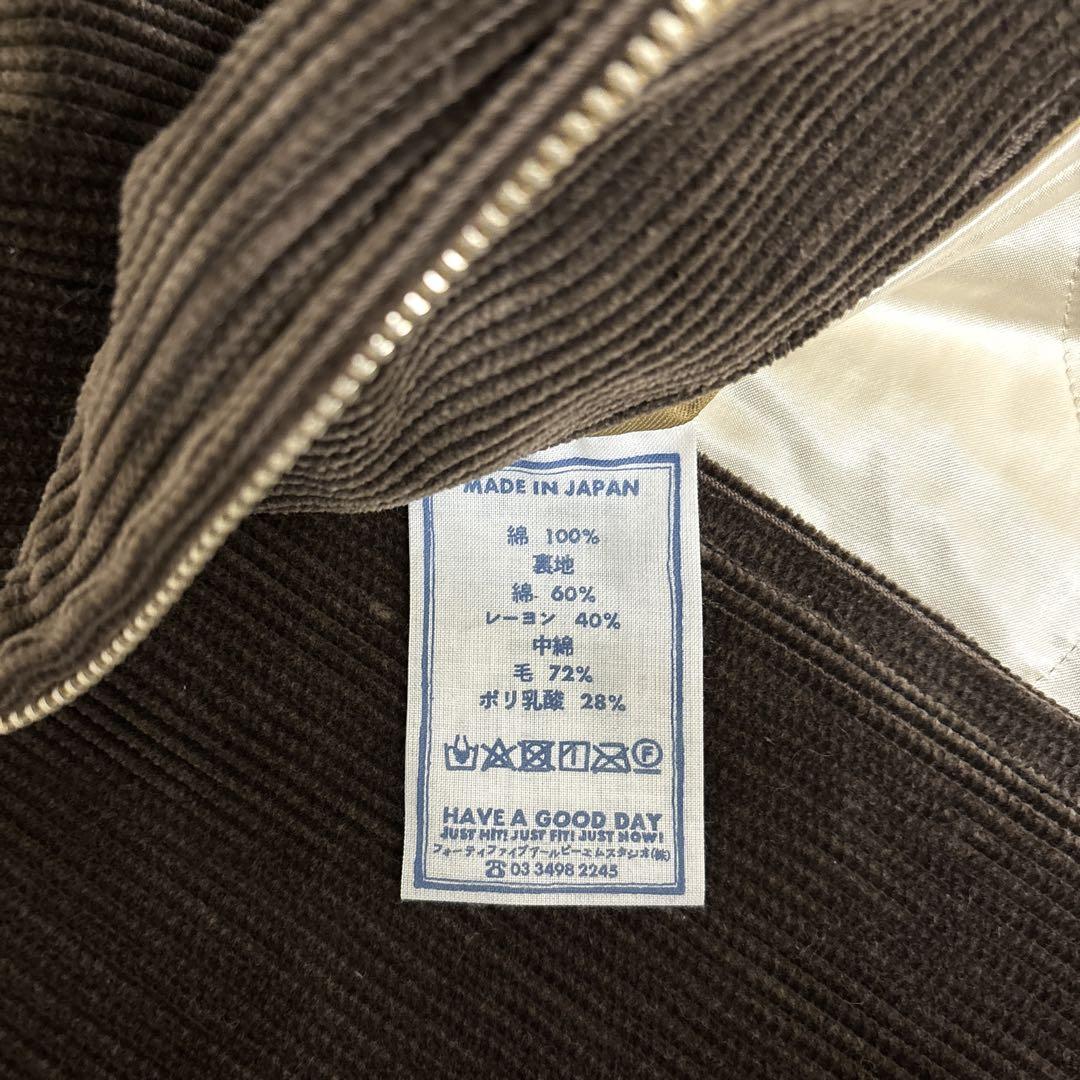 MADE IN JAPAN
綿 100%
裏地
綿 60%
レーヨン 40%
中綿
毛 72%
ポリ乳酸 28%
F
HAVE A GOOD DAY
JUST HIT! JUST FIT! JUST NOW!
フォーティファイブアールピーエムスタジオ(株)
☎ 03 3498 2245